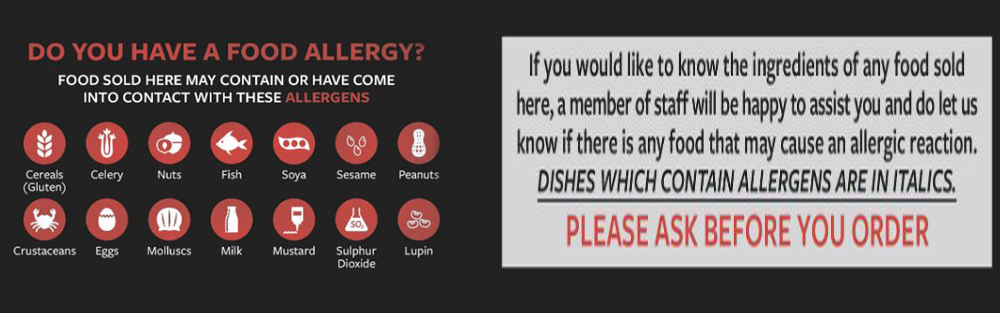 DO YOU HAVE A FOOD ALLERGY?
FOOD SOLD HERE MAY CONTAIN OR HAVE COME
INTO CONTACT WITH THESE ALLERGENS
Cereals (Gluten)
Celery
Nuts
Fish
Soya
Sesame
Peanuts
Crustaceans
Eggs
Molluscs
Milk
Mustard
SO₂
Sulphur Dioxide
Lupin
If you would like to know the ingredients of any food sold
here, a member of staff will be happy to assist you and do let us
know if there is any food that may cause an allergic reaction.
DISHES WHICH CONTAIN ALLERGENS ARE IN ITALICS.
PLEASE ASK BEFORE YOU ORDER